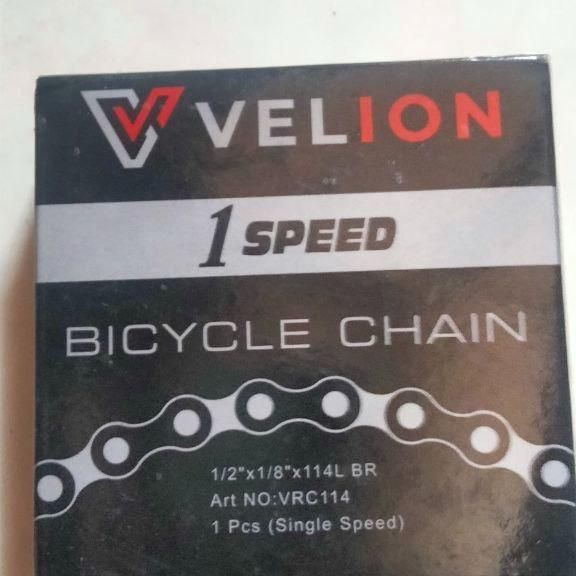 VELION
1 SPEED
BICYCLE CHAIN
1/2"x1/8"x114L BR
Art NO:VRC114
1 Pcs (Single Speed)